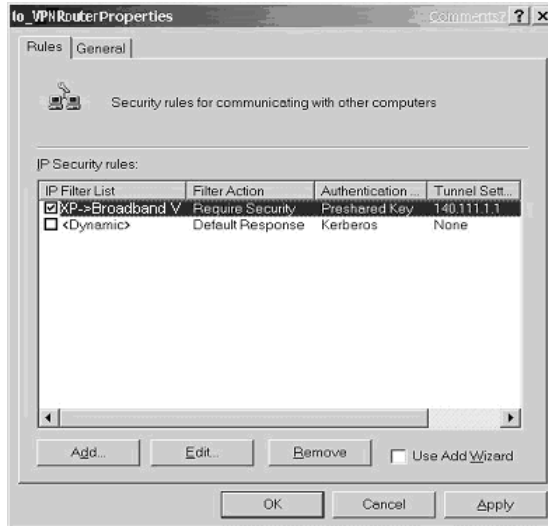 to_VPNRouterProperties Comments? ? x
Rules General
Security rules for communicating with other computers
IP Security rules:
IP Filter List Filter Action Authentication ... Tunnel Sett...
XP->Broadband V Require Security Preshared Key 140.111.1.1
<Dynamic> Default Response Kerberos None
Add... Edit... Remove Use Add Wizard
OK Cancel Apply